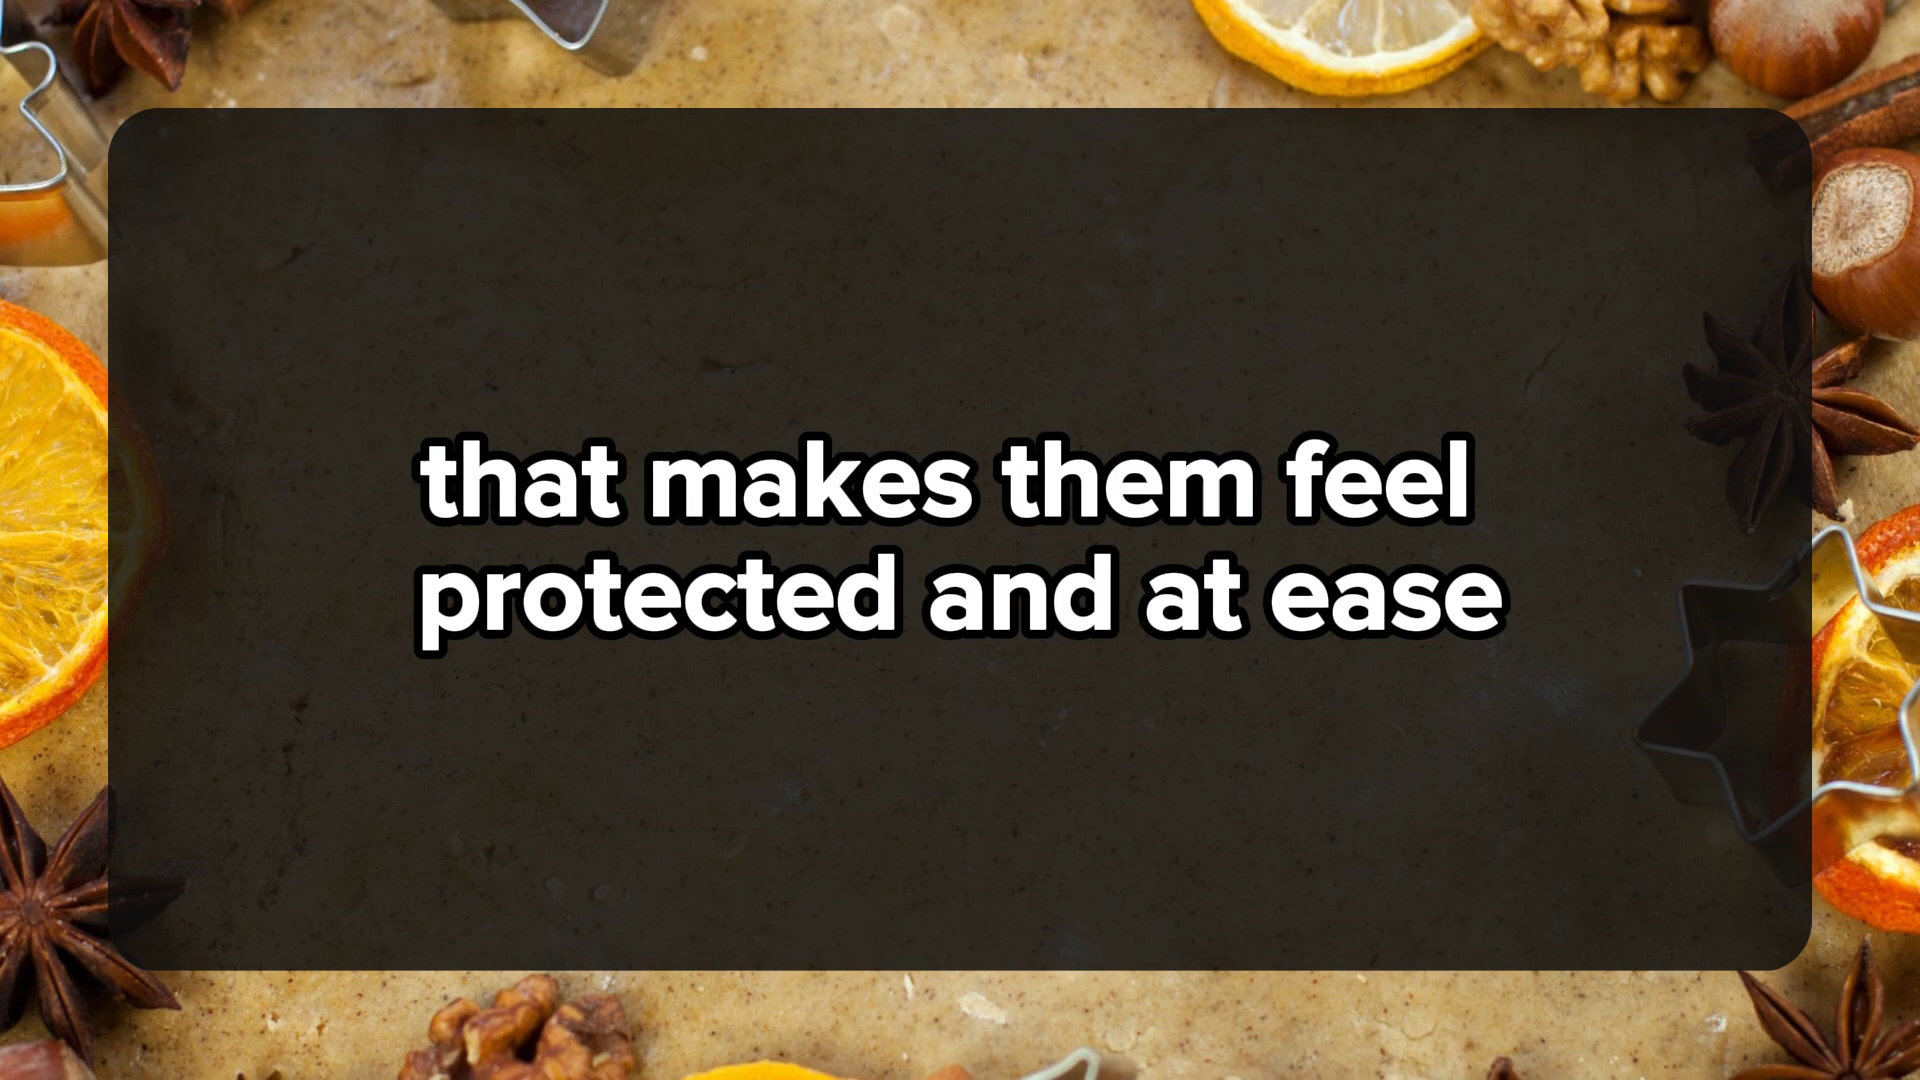 that makes them feel
protected and at ease